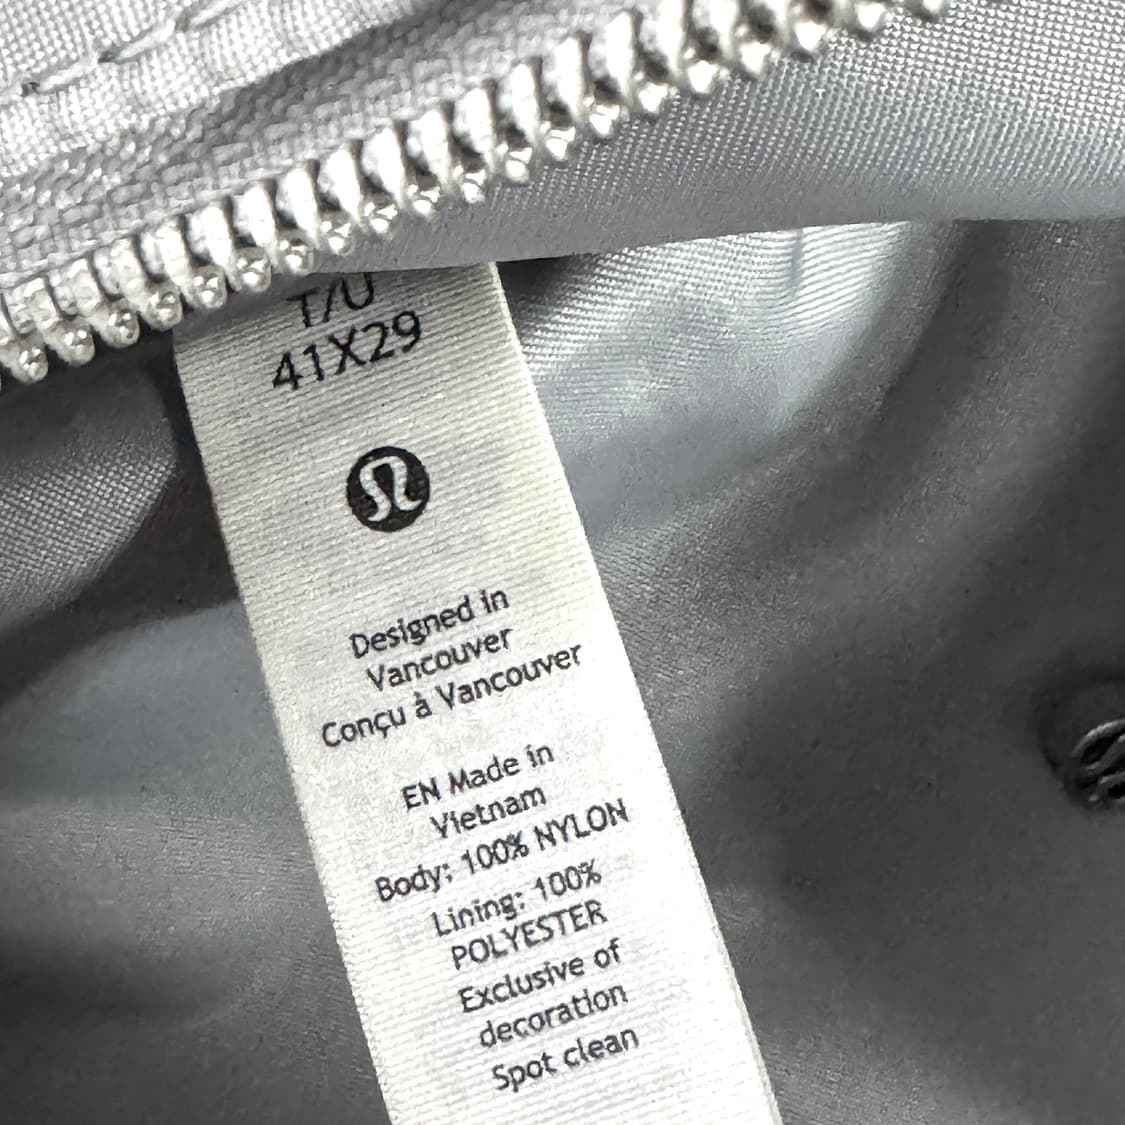 T/U
41X29
Designed in
Vancouver
Conçu à Vancouver
EN Made in
Vietnam
Body: 100% NYLON
Lining: 100%
POLYESTER
Exclusive of
decoration
Spot clean